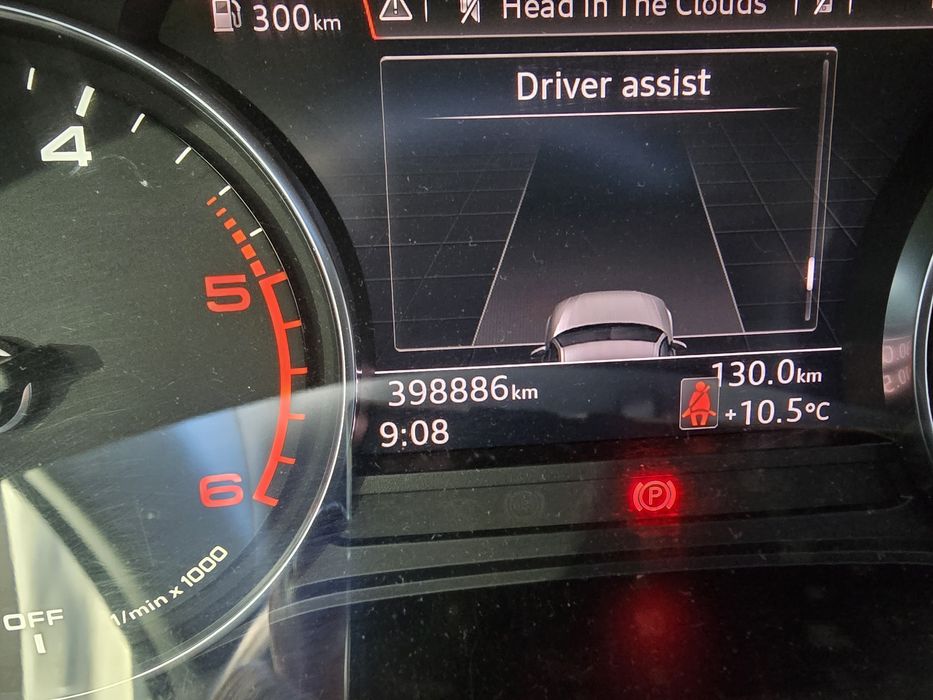 300km
Head In The Clouds
Driver assist
4
5
6
398886km
130.0km
9:08
+10.5°C
P
1/min x 1000
OFF